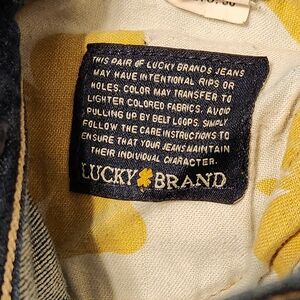 THIS PAIR OF LUCKY BRANDS JEANS
MAY HAVE INTENTIONAL RIPS OR
HOLES. COLOR MAY TRANSFER TO
LIGHTER COLORED FABRICS. AVOID
PULLING UP BY BELT LOOPS. SIMPLY
FOLLOW THE CARE INSTRUCTIONS TO
ENSURE THAT YOUR JEANS MAINTAIN
THEIR INDIVIDUAL CHARACTER.
LUCKY BRAND